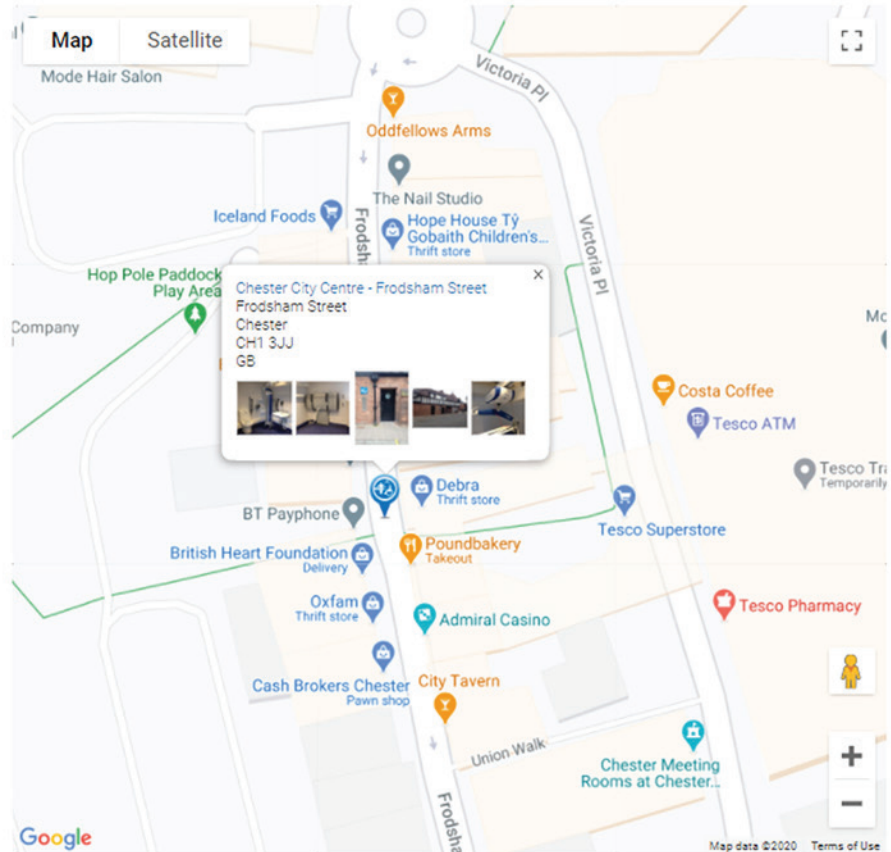 Map
Satellite
Mode Hair Salon
Victoria Pl
Oddfellows Arms
The Nail Studio
Iceland Foods
Frodsha
Hope House Tŷ
Gobaith Children's...
Thrift store
Victoria Pl
Hop Pole Paddock
Play Area
Company
Chester City Centre - Frodsham Street
Frodsham Street
Chester
CH1 3JJ
GB
Mc
Costa Coffee
Tesco ATM
Tesco Tra
Temporarily
Debra
Thrift store
BT Payphone
Tesco Superstore
British Heart Foundation
Delivery
Poundbakery
Takeout
Oxfam
Thrift store
Admiral Casino
Tesco Pharmacy
Cash Brokers Chester
Pawn shop
City Tavern
Union Walk
Chester Meeting
Rooms at Chester...
Frodsha
Google
Map data ©2020
Terms of Use